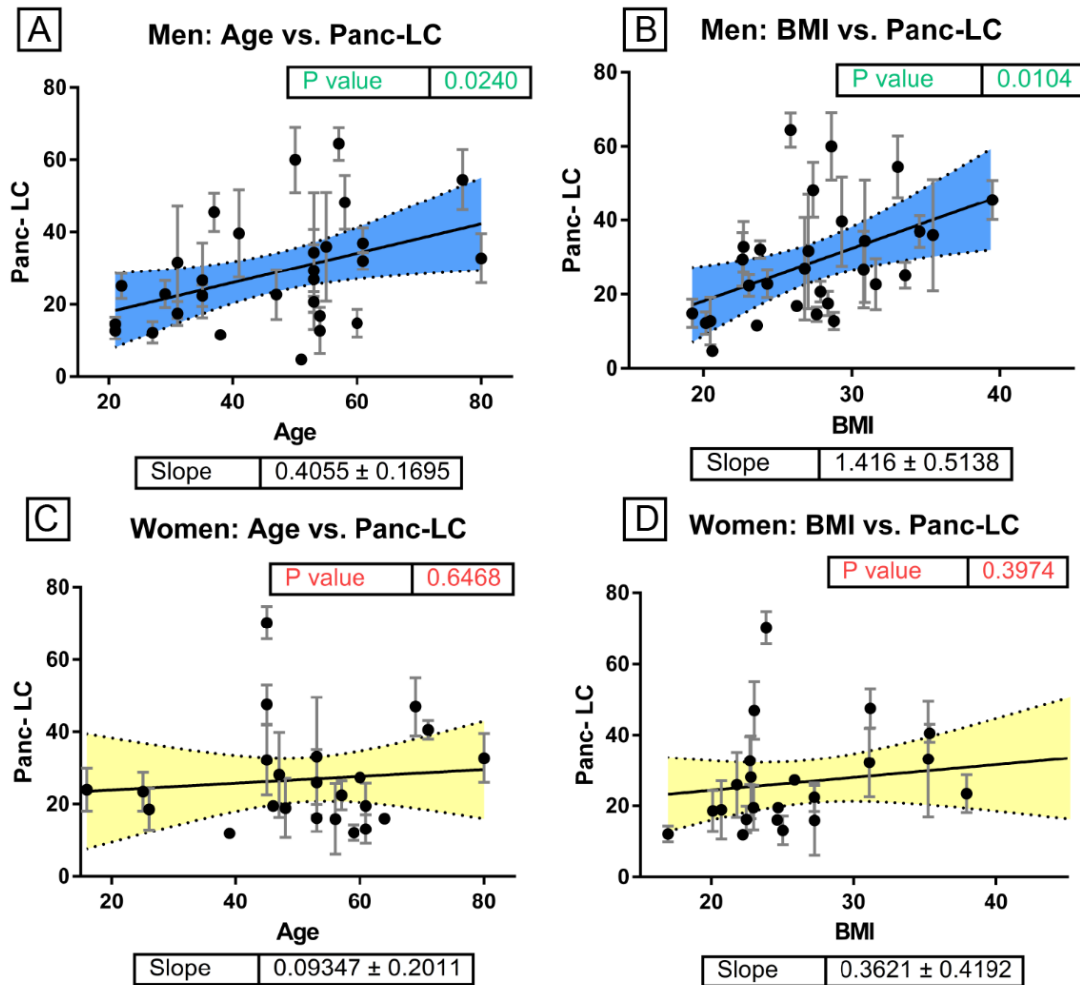 A
Men: Age vs. Panc-LC
P value 0.0240
80
60
40
20
0
Panc- LC
20 40 60 80
Age
Slope 0.4055 ± 0.1695
B
Men: BMI vs. Panc-LC
P value 0.0104
80
60
40
20
0
Panc- LC
20 30 40
BMI
Slope 1.416 ± 0.5138
C
Women: Age vs. Panc-LC
P value 0.6468
80
60
40
20
0
Panc- LC
20 40 60 80
Age
Slope 0.09347 ± 0.2011
D
Women: BMI vs. Panc-LC
P value 0.3974
80
60
40
20
0
Panc- LC
20 30 40
BMI
Slope 0.3621 ± 0.4192